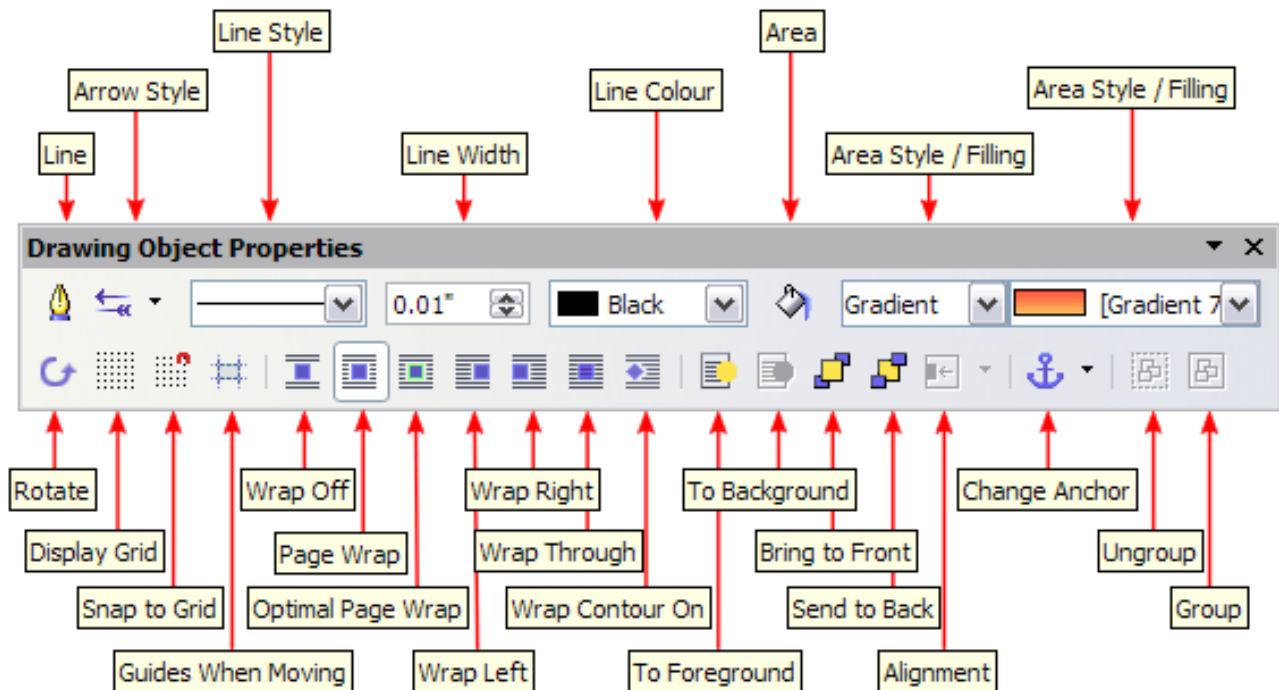 Line Style
Area
Arrow Style
Line Colour
Area Style / Filling
Line
Line Width
Area Style / Filling
Drawing Object Properties
0.01"
Black
Gradient
[Gradient 7
Rotate
Wrap Off
Wrap Right
To Background
Change Anchor
Display Grid
Page Wrap
Wrap Through
Bring to Front
Ungroup
Snap to Grid
Optimal Page Wrap
Wrap Contour On
Send to Back
Group
Guides When Moving
Wrap Left
To Foreground
Alignment